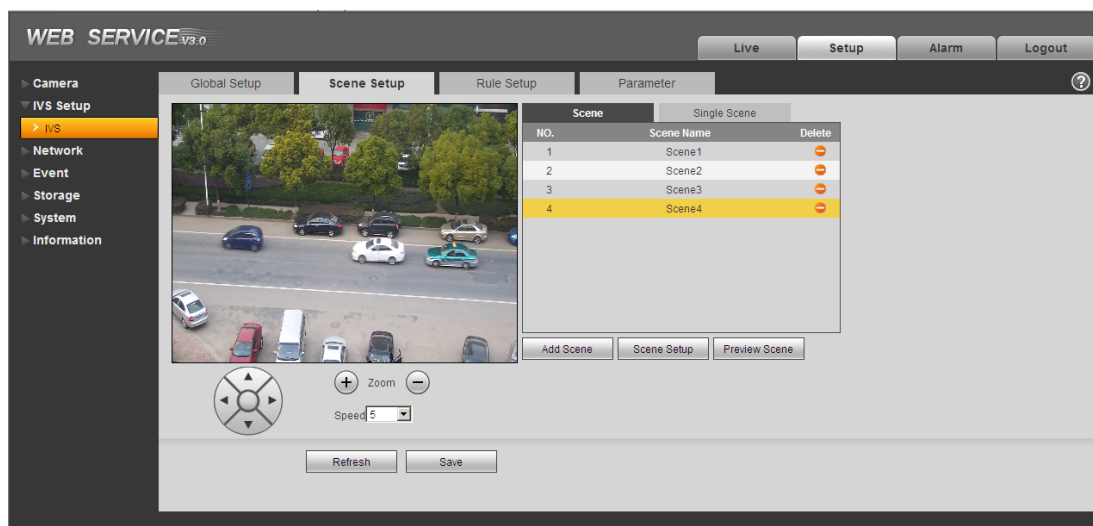 WEB SERVICE V3.0
Live Setup Alarm Logout
Camera
IVS Setup
IVS
Network
Event
Storage
System
Information
Global Setup Scene Setup Rule Setup Parameter
Scene Single Scene
NO. Scene Name Delete
1 Scene1
2 Scene2
3 Scene3
4 Scene4
Add Scene Scene Setup Preview Scene
Zoom
Speed 5
Refresh Save